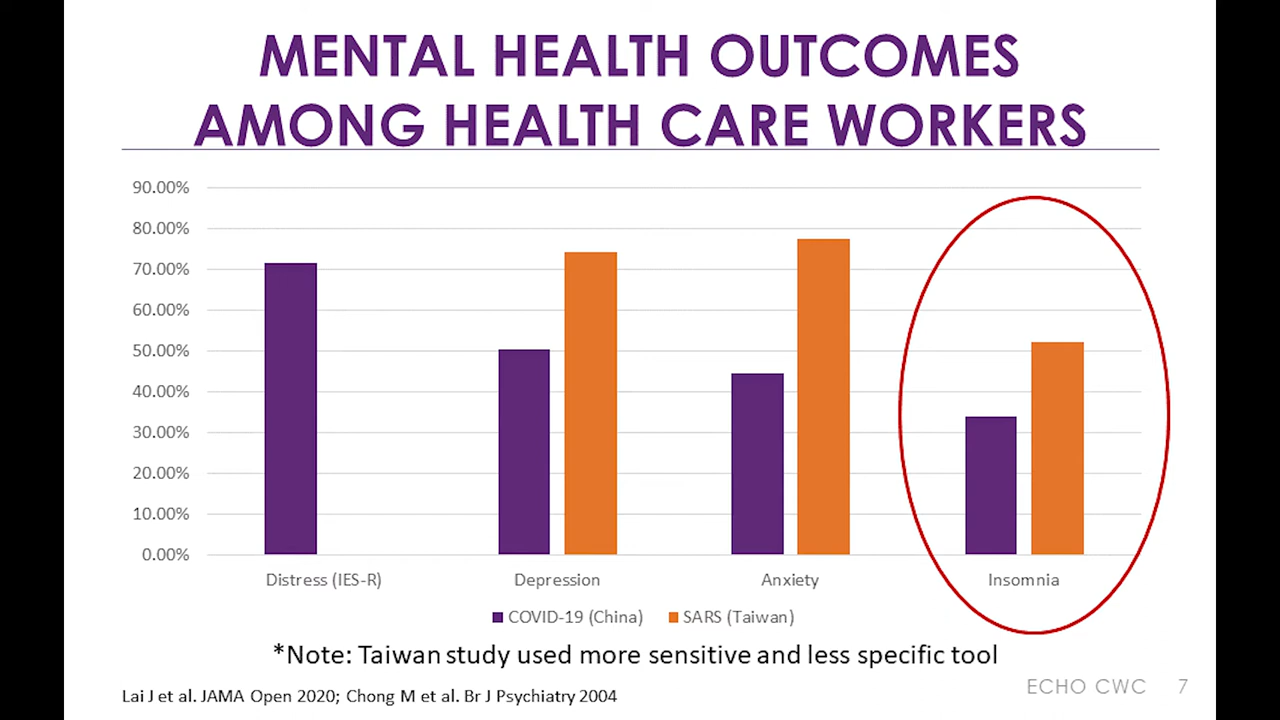 MENTAL HEALTH OUTCOMES
AMONG HEALTH CARE WORKERS
90.00%
80.00%
70.00%
60.00%
50.00%
40.00%
30.00%
20.00%
10.00%
0.00%
Distress (IES-R) Depression Anxiety Insomnia
COVID-19 (China) SARS (Taiwan)
*Note: Taiwan study used more sensitive and less specific tool
Lai J et al. JAMA Open 2020; Chong M et al. Br J Psychiatry 2004
ECHO CWC 7